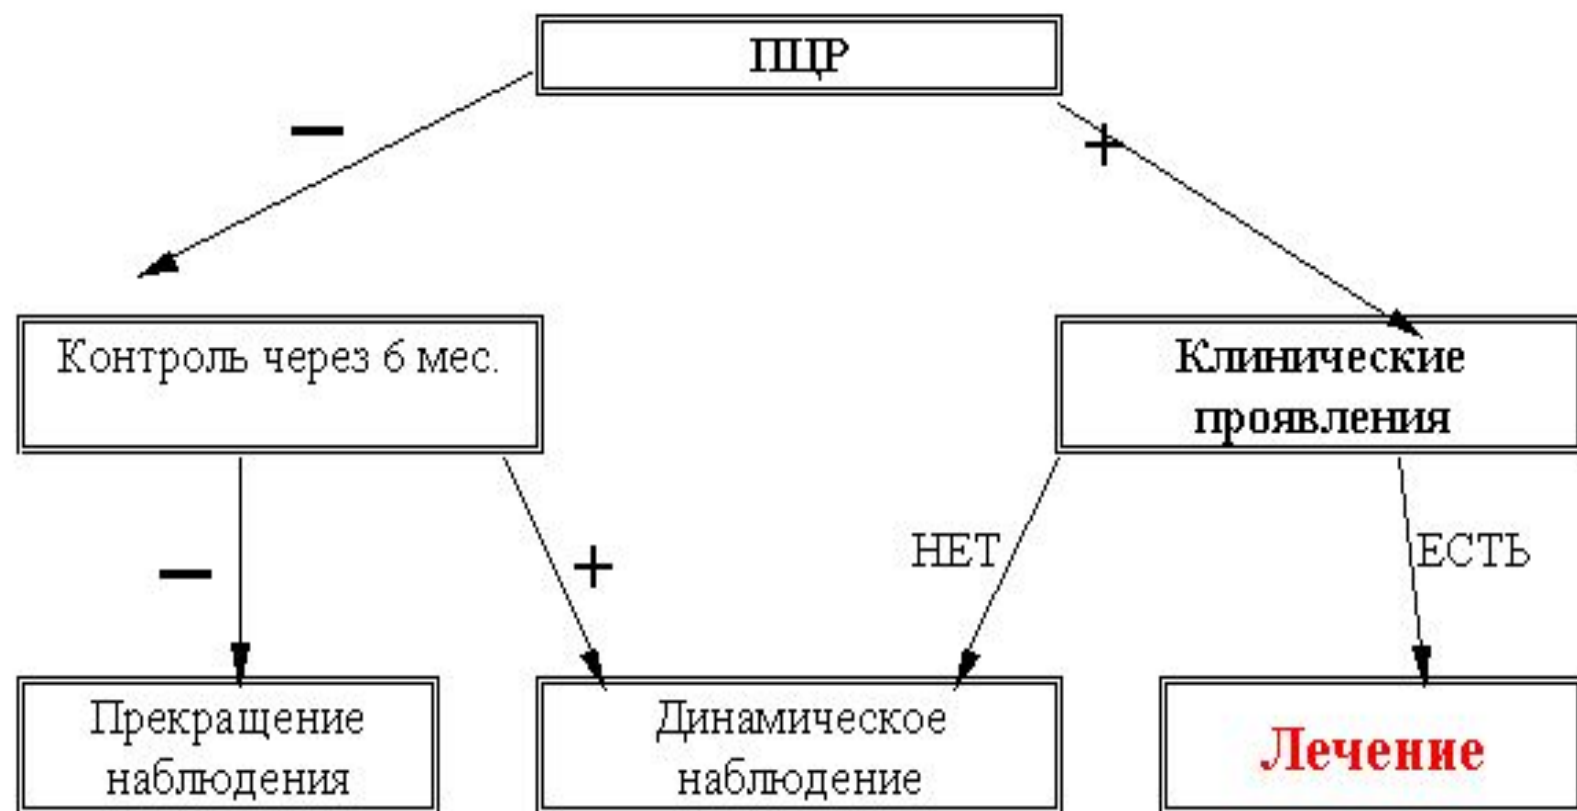 ПЦР
−
+
Контроль через 6 мес.
Клинические
проявления
−
+
НЕТ
ЕСТЬ
Прекращение
наблюдения
Динамическое
наблюдение
Лечение